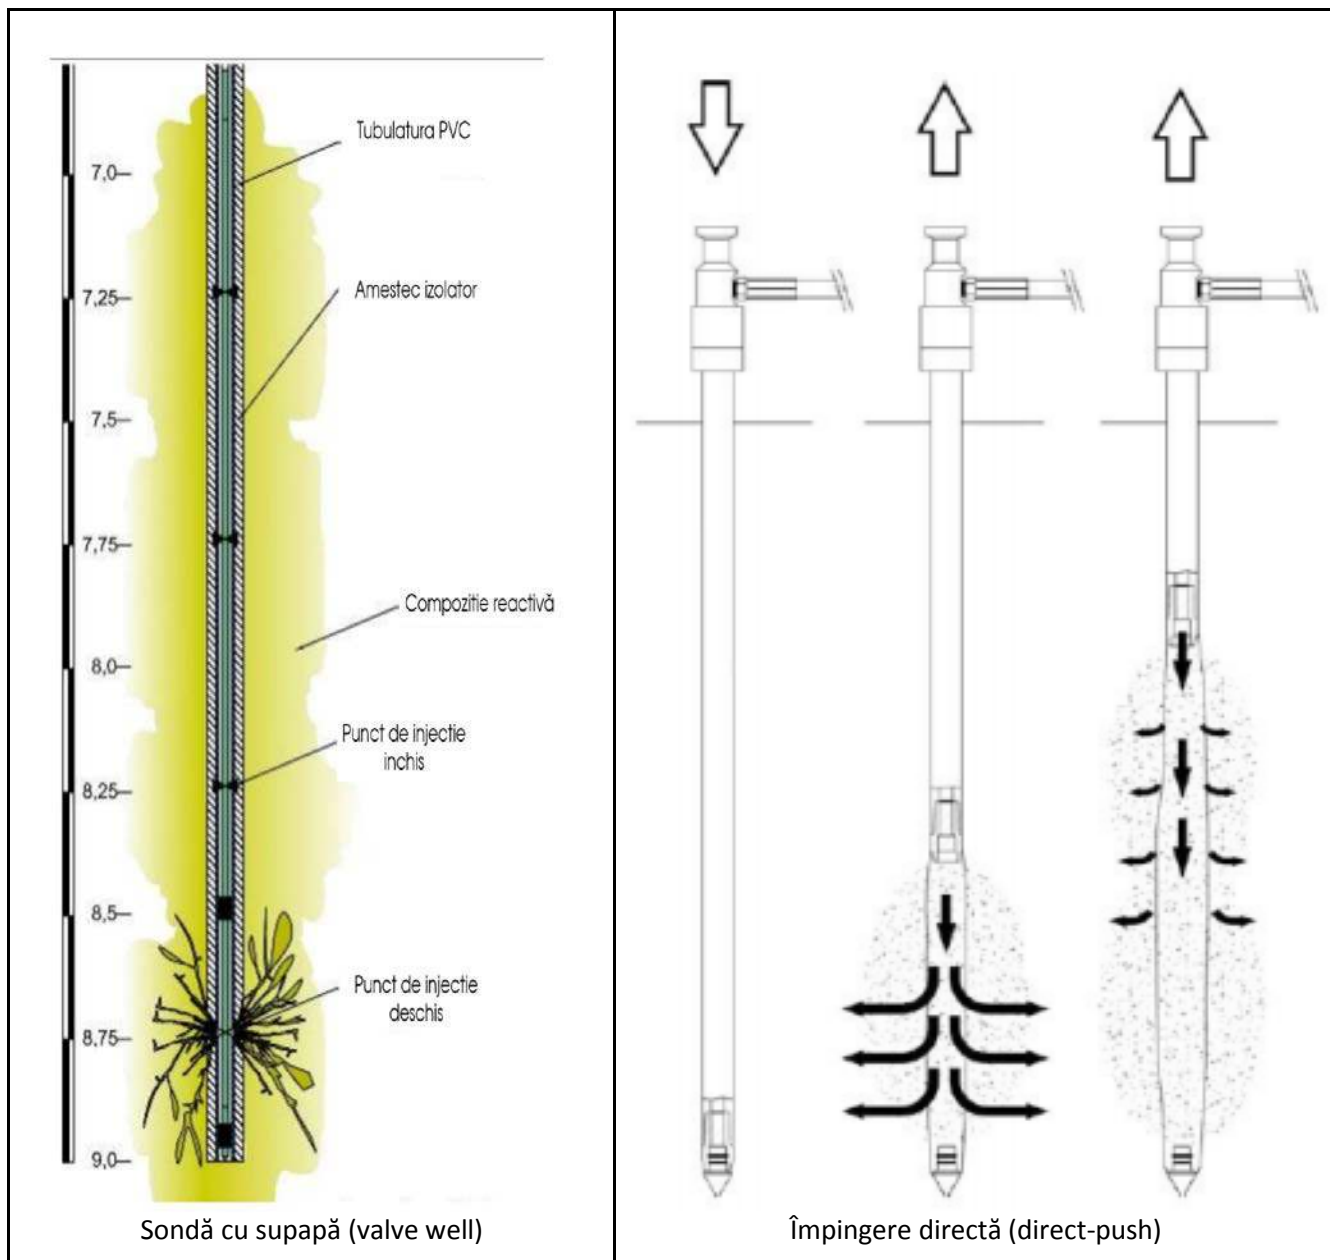 Tubulatura PVC
7,0
Amestec izolator
7,25
7,5
7,75
Compozitie reactivă
8,0
Punct de injectie
inchis
8,25
8,5
Punct de injectie
deschis
8,75
9,0
Sondă cu supapă (valve well)
Împingere directă (direct-push)